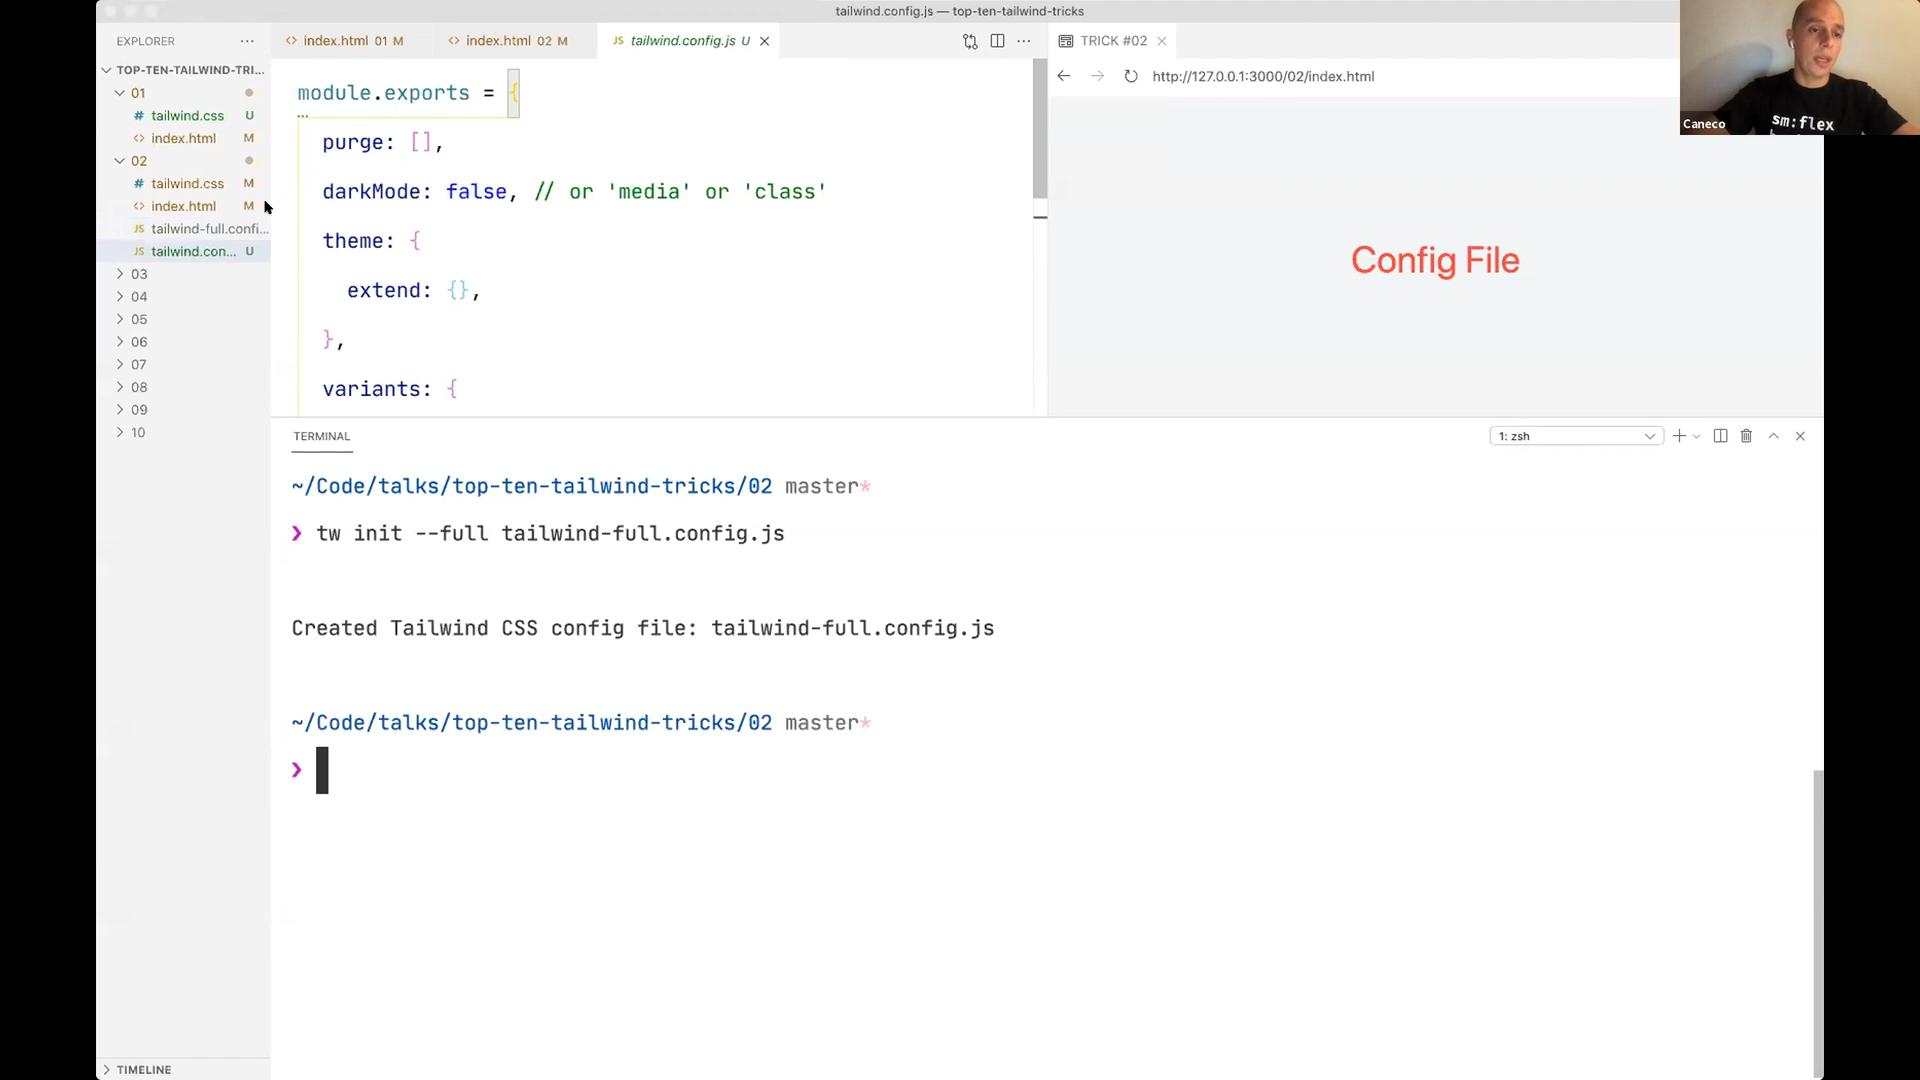 tailwind.config.js — top-ten-tailwind-tricks
EXPLORER
index.html 01 M
index.html 02 M
JS tailwind.config.js U
TRICK #02
TOP-TEN-TAILWIND-TRI...
01
# tailwind.css U
index.html M
02
# tailwind.css M
index.html M
JS tailwind-full.confi...
JS tailwind.con... U
03
04
05
06
07
08
09
10
TIMELINE
module.exports = {
purge: [],
darkMode: false, // or 'media' or 'class'
theme: {
extend: {},
},
variants: {
http://127.0.0.1:3000/02/index.html
Config File
Caneco
sm:flex
TERMINAL
1: zsh
~/Code/talks/top-ten-tailwind-tricks/02 master*
❯ tw init --full tailwind-full.config.js
Created Tailwind CSS config file: tailwind-full.config.js
~/Code/talks/top-ten-tailwind-tricks/02 master*
❯